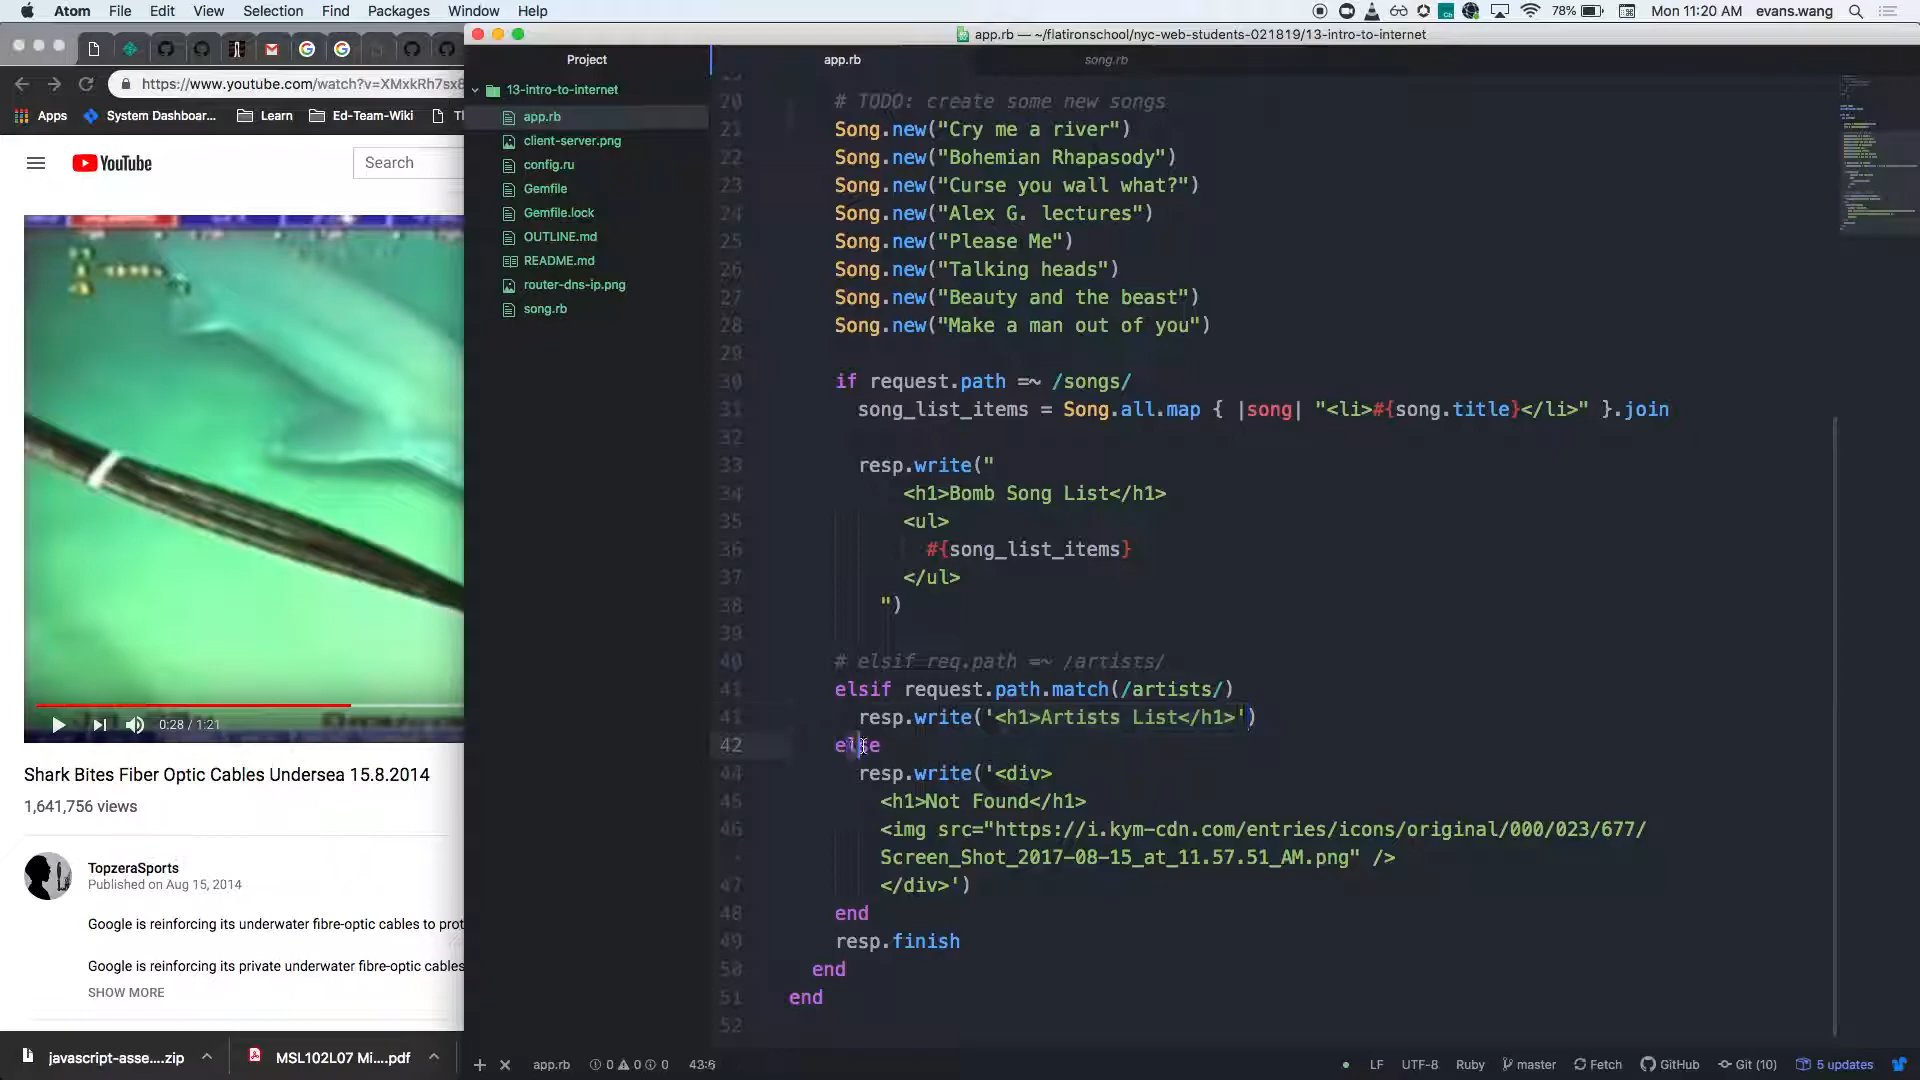 Atom File Edit View Selection Find Packages Window Help
78% Mon 11:20 AM evans.wang
app.rb — ~/flatironschool/nyc-web-students-021819/13-intro-to-internet
https://www.youtube.com/watch?v=XMxkRh7sx8
Apps System Dashboar... Learn Ed-Team-Wiki
YouTube
Search
0:28 / 1:21
Shark Bites Fiber Optic Cables Undersea 15.8.2014
1,641,756 views
TopzeraSports
Published on Aug 15, 2014
Google is reinforcing its underwater fibre-optic cables to prot
Google is reinforcing its private underwater fibre-optic cables
SHOW MORE
javascript-asse....zip
MSL102L07 Mi....pdf
Project
13-intro-to-internet
app.rb
client-server.png
config.ru
Gemfile
Gemfile.lock
OUTLINE.md
README.md
router-dns-ip.png
song.rb
app.rb song.rb
20 # TODO: create some new songs
21 Song.new("Cry me a river")
22 Song.new("Bohemian Rhapasody")
23 Song.new("Curse you wall what?")
24 Song.new("Alex G. lectures")
25 Song.new("Please Me")
26 Song.new("Talking heads")
27 Song.new("Beauty and the beast")
28 Song.new("Make a man out of you")
29
30 if request.path =~ /songs/
31 song_list_items = Song.all.map { |song| "<li>#{song.title}</li>" }.join
32
33 resp.write("
34 <h1>Bomb Song List</h1>
35 <ul>
36 #{song_list_items}
37 </ul>
38 ")
39
40 # elsif req.path =~ /artists/
41 elsif request.path.match(/artists/)
41 resp.write('<h1>Artists List</h1>')
42 else
44 resp.write('<div>
45 <h1>Not Found</h1>
46 <img src="https://i.kym-cdn.com/entries/icons/original/000/023/677/
Screen_Shot_2017-08-15_at_11.57.51_AM.png" />
47 </div>')
48 end
49 resp.finish
50 end
51 end
52
app.rb 0 0 0 43:6
LF UTF-8 Ruby master Fetch GitHub Git (10) 5 updates